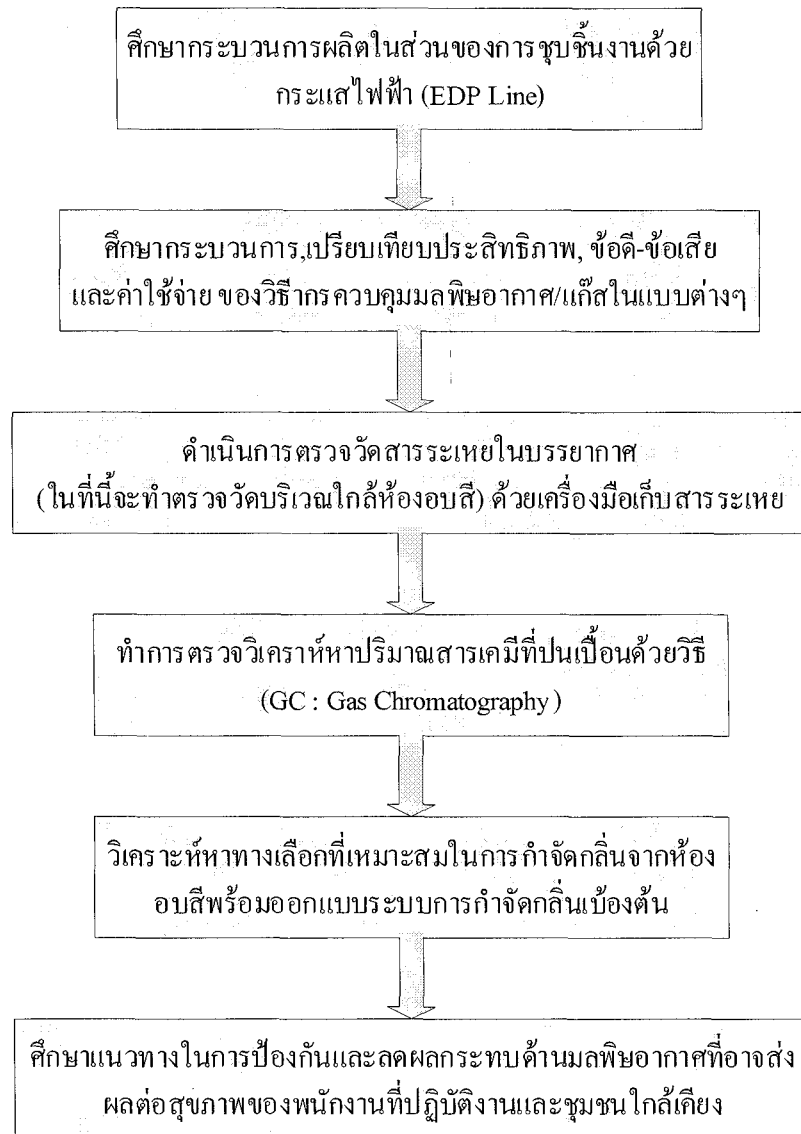 ศึกษากระบวนการผลิตในส่วนของการชุบชิ้นงานด้วย
กระแสไฟฟ้า (EDP Line)
ศึกษากระบวนการ,เปรียบเทียบประสิทธิภาพ, ข้อดี-ข้อเสีย
และค่าใช้จ่าย ของวิธีากรควบคุมมลพิษอากาศ/แก๊สในแบบต่างๆ
ดำเนินการตรวจวัดสารระเหยในบรรยากาศ
(ในที่นี้จะทำตรวจวัดบริเวณใกล้ห้องอบสี) ด้วยเครื่องมือเก็บสารระเหย
ทำการตรวจวิเคราห์หาปริมาณสารเคมีที่ปนเปื้อนด้วยวิธี
(GC : Gas Chromatography)
วิเคราะห์หาทางเลือกที่เหมาะสมในการกำจัดกลิ่นจากห้อง
อบสีพร้อมออกแบบระบบการกำจัดกลิ่นเบ้องต้น
ศึกษาแนวทางในการป้องกันและลดผลกระทบด้านมลพิษอากาศที่อาจส่ง
ผลต่อสุขภาพของพนักงานที่ปฏิบัติงานและชุมชนใกล้เคียง